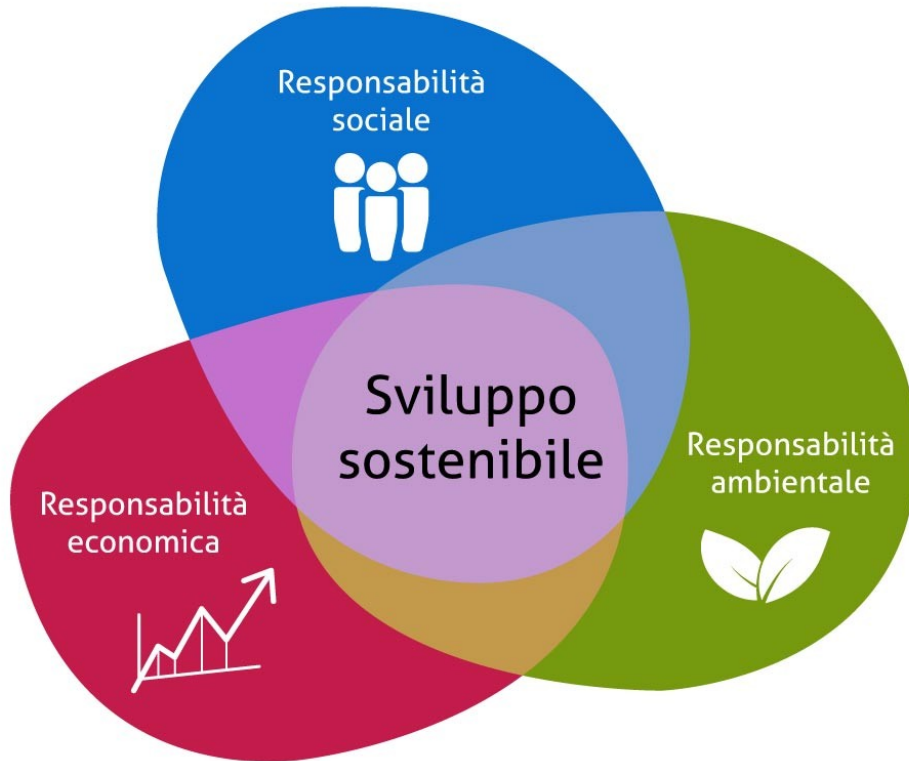 Responsabilità
sociale
Sviluppo
sostenibile
Responsabilità
ambientale
Responsabilità
economica